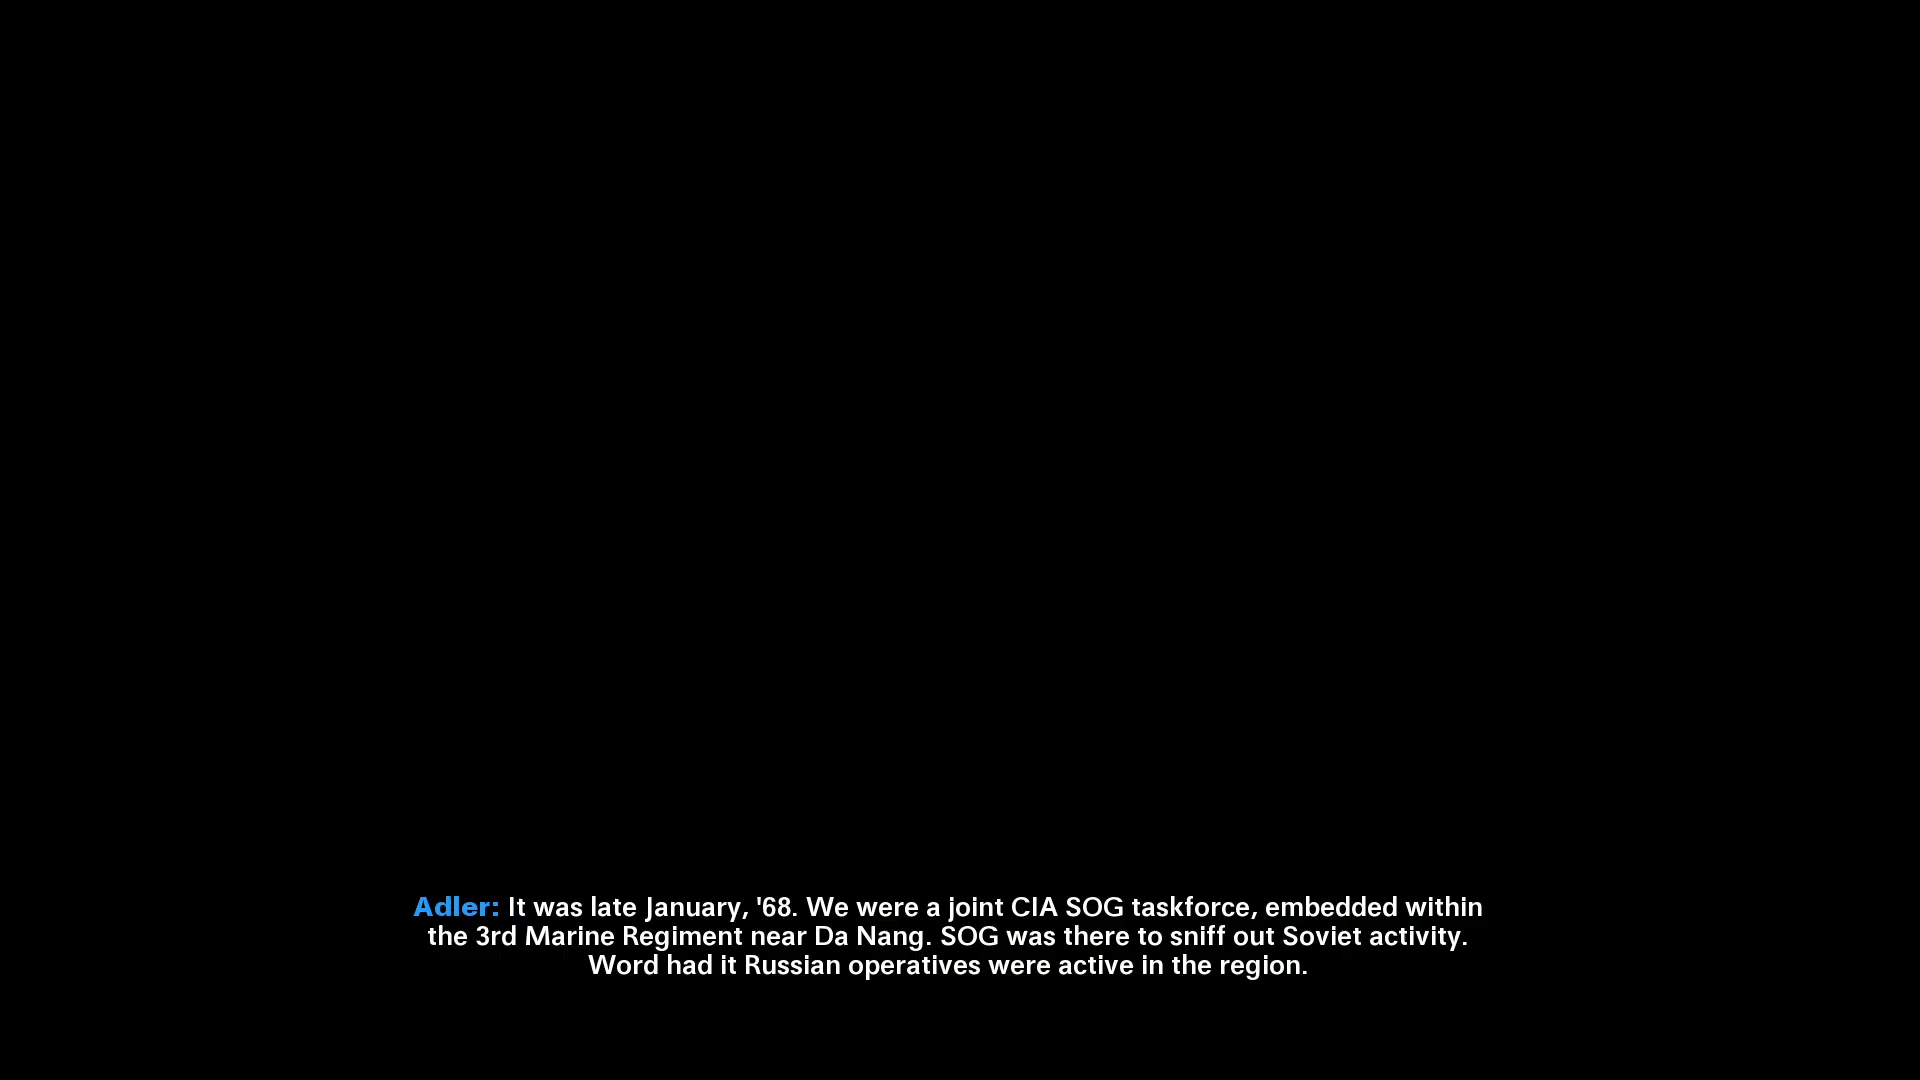 Adler: It was late January, '68. We were a joint CIA SOG taskforce, embedded within
the 3rd Marine Regiment near Da Nang. SOG was there to sniff out Soviet activity.
Word had it Russian operatives were active in the region.